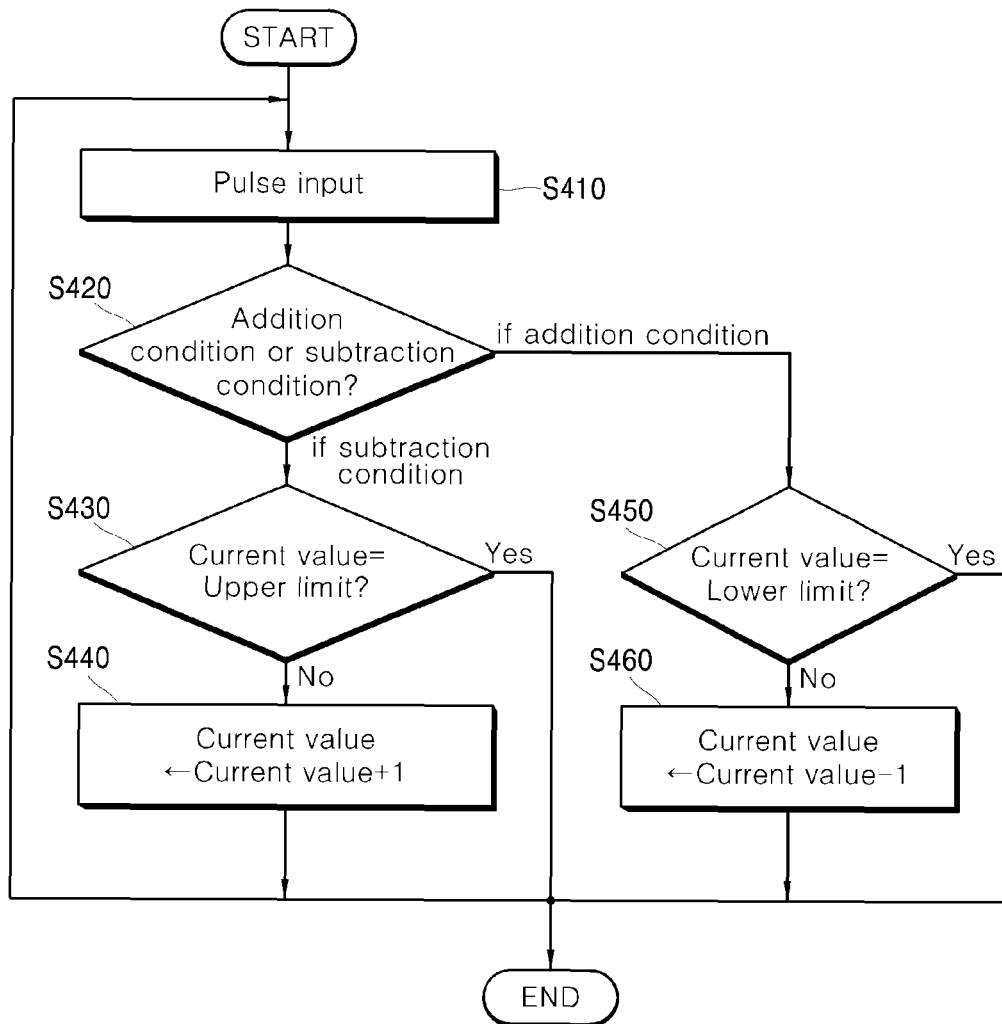 START
Pulse input
S410
S420
Addition
condition or subtraction
condition?
if addition condition
if subtraction
condition
S430
Current value=
Upper limit?
Yes
S450
Current value=
Lower limit?
Yes
S440
No
Current value
←Current value+1
S460
No
Current value
←Current value-1
END